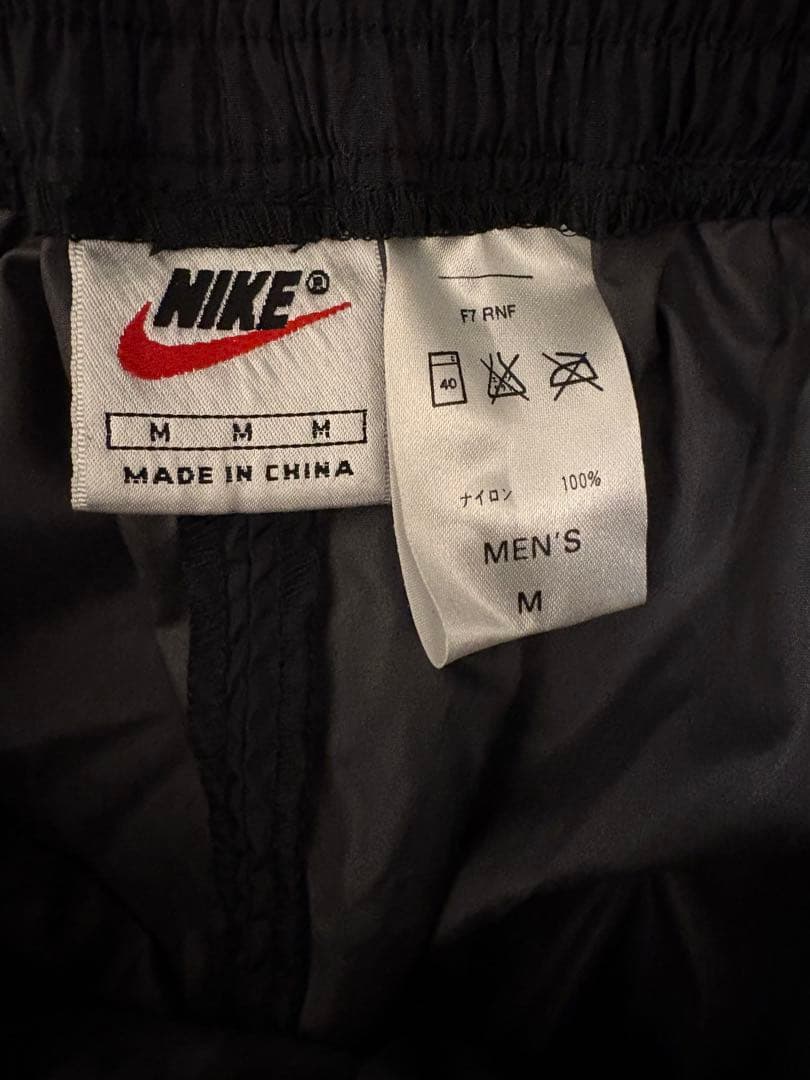 NIKE®
M M M
MADE IN CHINA
F7 RNF
40
ナイロン 100%
MEN'S
M